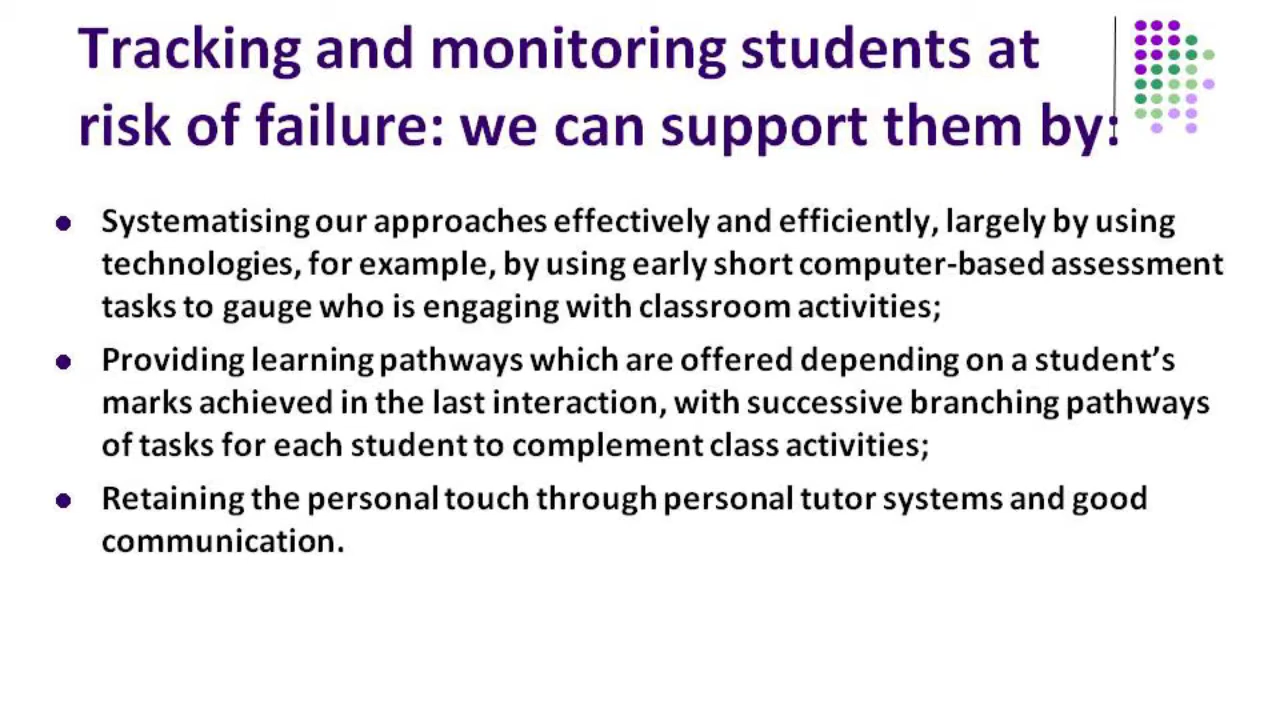 Tracking and monitoring students at
risk of failure: we can support them by:
Systematising our approaches effectively and efficiently, largely by using
technologies, for example, by using early short computer-based assessment
tasks to gauge who is engaging with classroom activities;
Providing learning pathways which are offered depending on a student’s
marks achieved in the last interaction, with successive branching pathways
of tasks for each student to complement class activities;
Retaining the personal touch through personal tutor systems and good
communication.